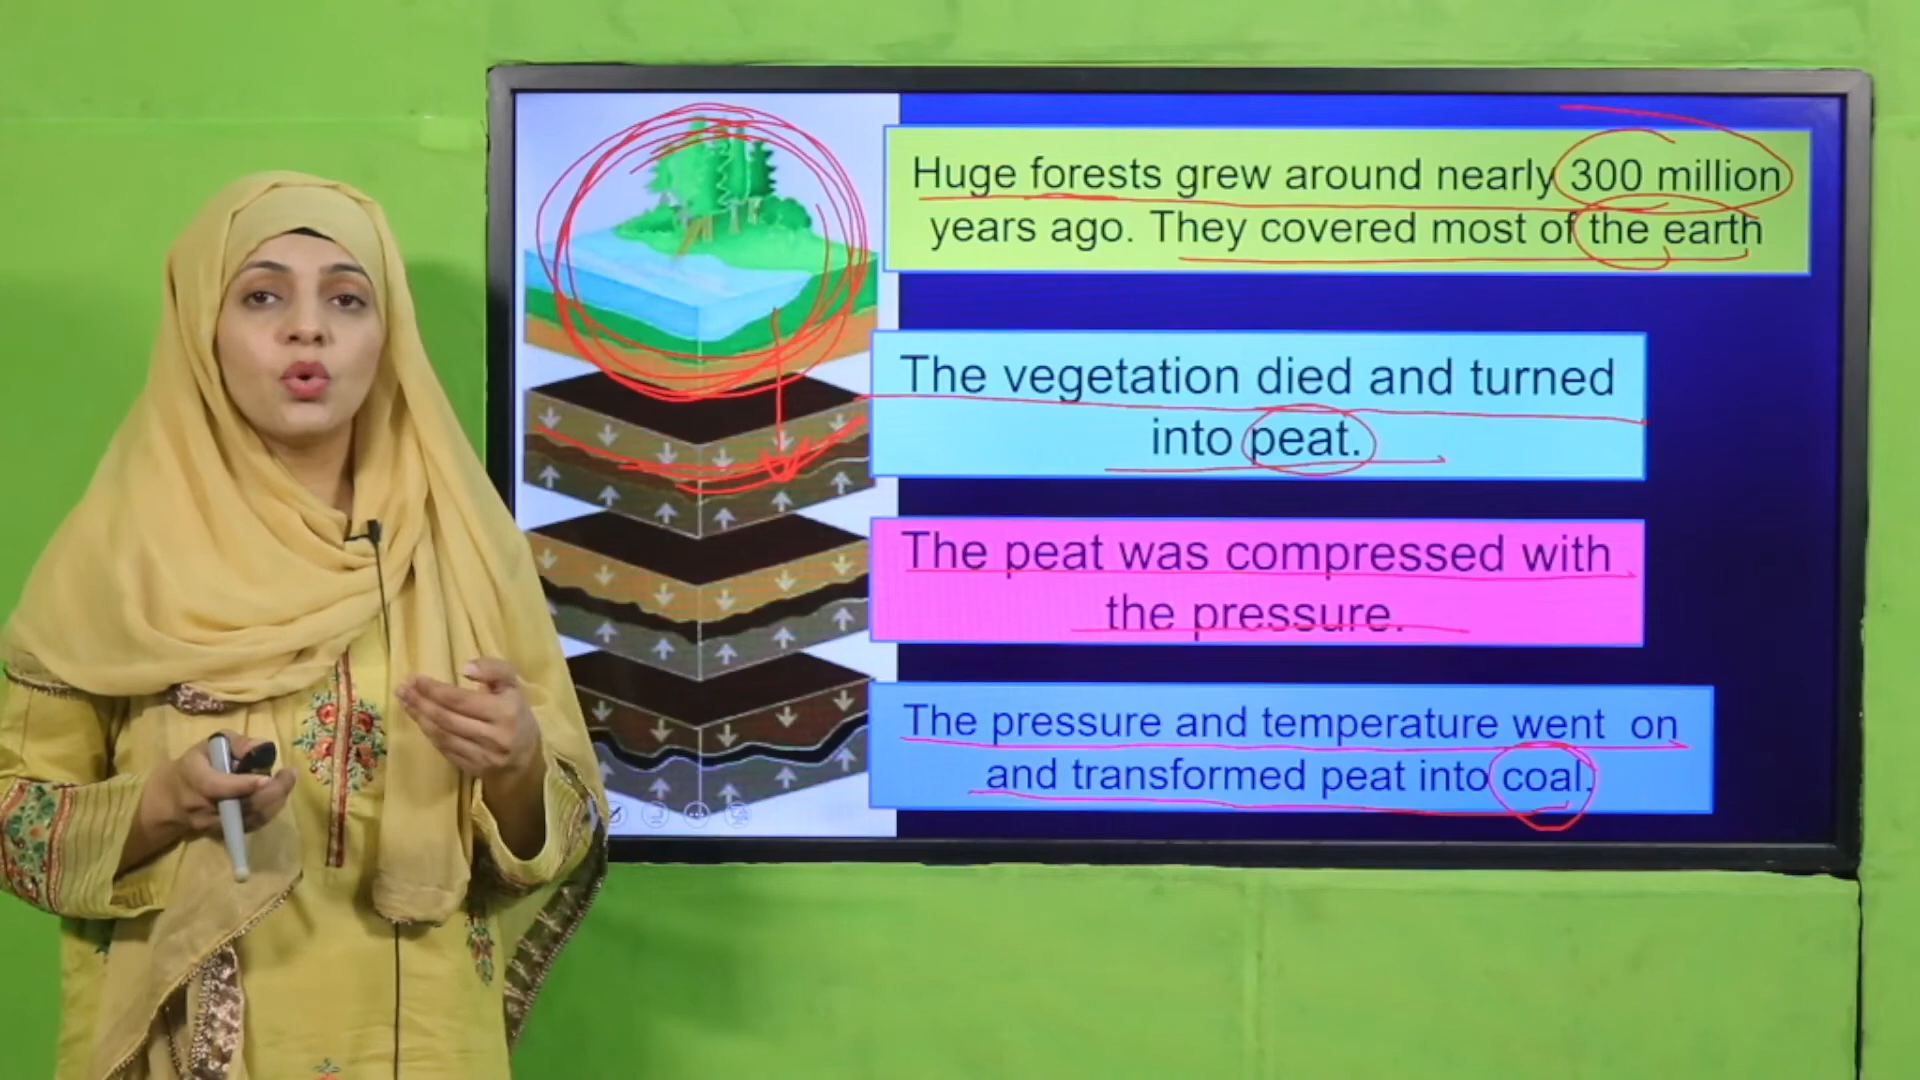 Huge forests grew around nearly 300 million
years ago. They covered most of the earth
The vegetation died and turned
into peat.
The peat was compressed with
the pressure.
The pressure and temperature went on
and transformed peat into coal.